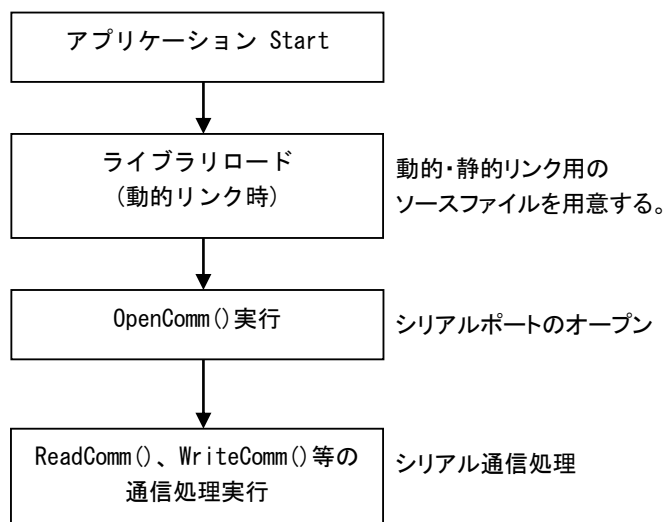 アプリケーション Start
ライブラリロード
(動的リンク時)
動的・静的リンク用の
ソースファイルを用意する。
OpenComm()実行
シリアルポートのオープン
ReadComm()、WriteComm()等の
通信処理実行
シリアル通信処理